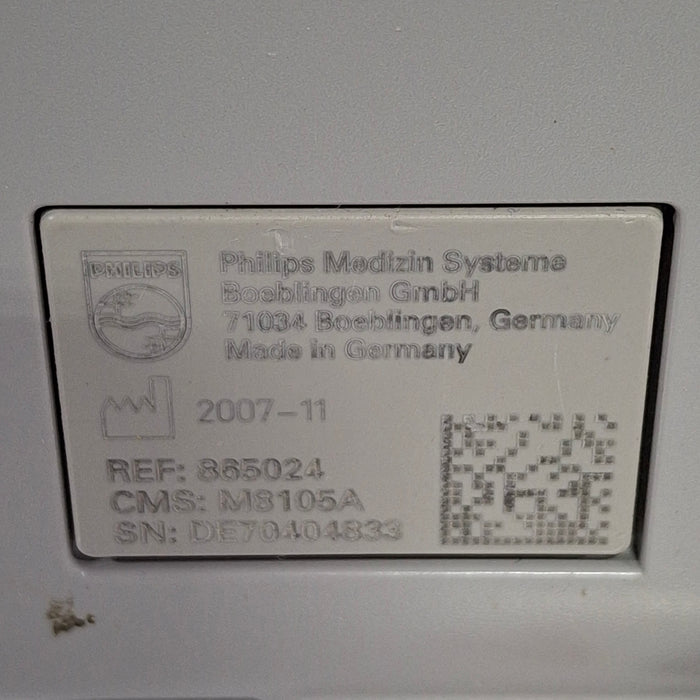 PHILIPS
Philips Medizin Systeme
Boeblingen GmbH
71034 Boeblingen, Germany
Made in Germany
2007-11
REF: 865024
CMS: M8105A
SN: DE70404833